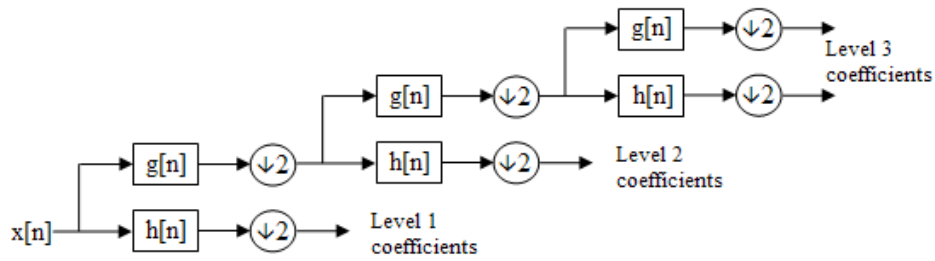 g[n] ↓2
Level 3
coefficients
g[n] ↓2 h[n] ↓2
g[n] ↓2 h[n] ↓2
Level 2
coefficients
x[n] h[n] ↓2
Level 1
coefficients